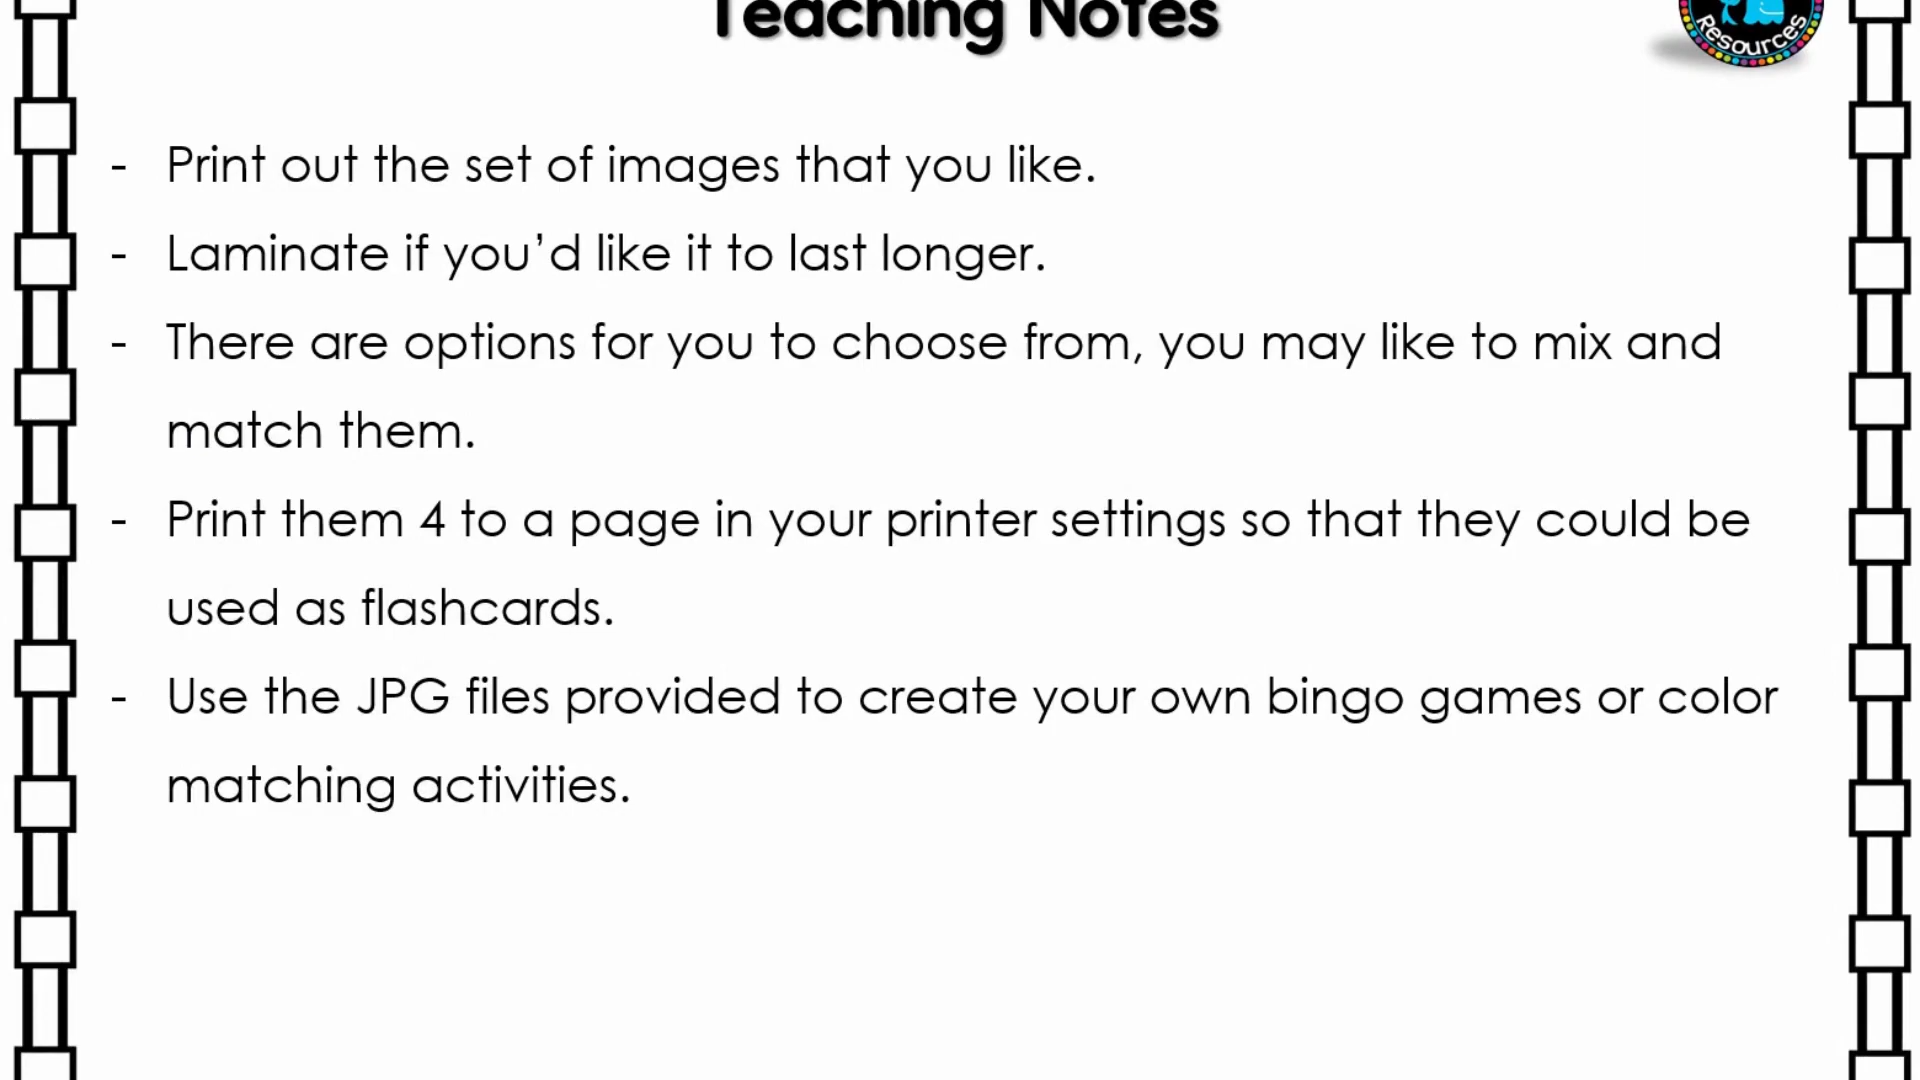 Teaching Notes
Resources
- Print out the set of images that you like.
- Laminate if you’d like it to last longer.
- There are options for you to choose from, you may like to mix and
match them.
- Print them 4 to a page in your printer settings so that they could be
used as flashcards.
- Use the JPG files provided to create your own bingo games or color
matching activities.